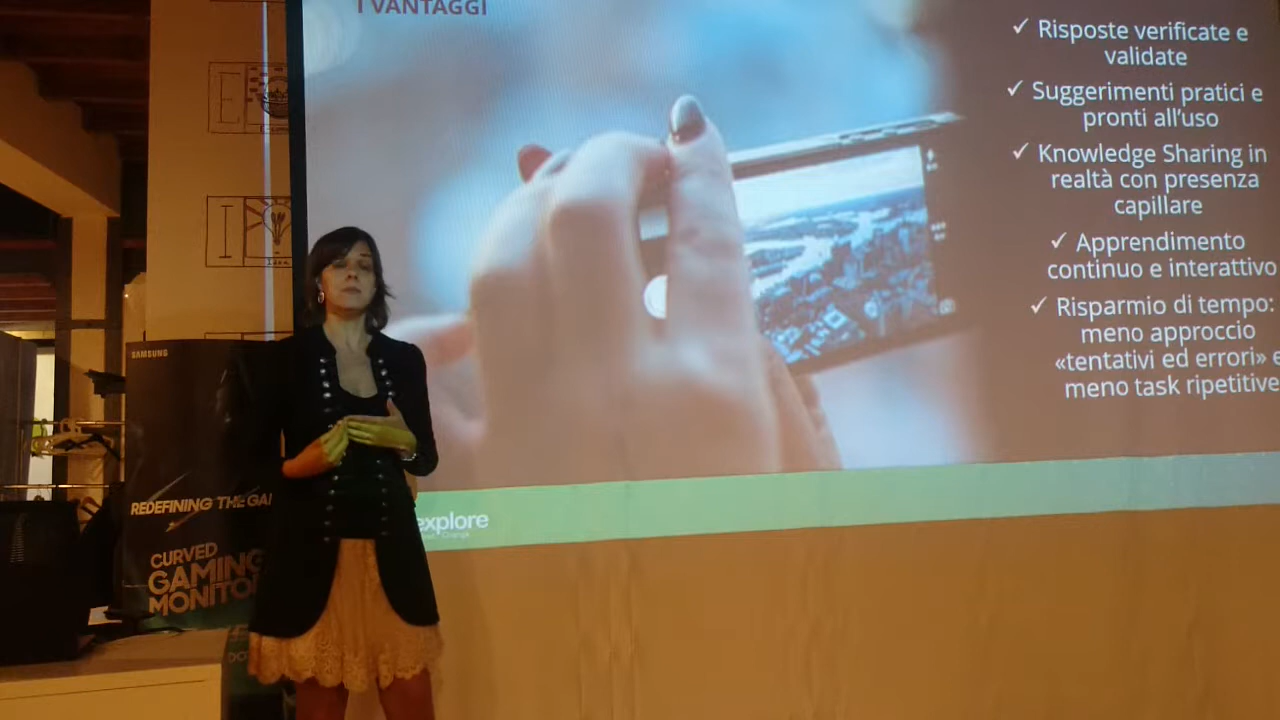 I VANTAGGI
✓ Risposte verificate e
validate
✓ Suggerimenti pratici e
pronti all'uso
✓ Knowledge Sharing in
realtà con presenza
capillare
✓ Apprendimento
continuo e interattivo
✓ Risparmio di tempo:
meno approccio
«tentativi ed errori» e
meno task ripetitive
explore
E
I
Idea
SAMSUNG
REDEFINING THE GA
CURVED
GAMING
MONITO